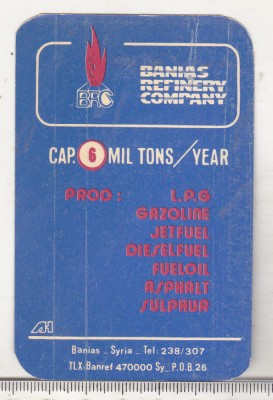 BRC
BANIAS
REFINERY
COMPANY
CAP. 6 MIL TONS/YEAR
PROD : L.P.G
GAZOLINE
JETFUEL
DIESELFUEL
FUELOIL
ASPHALT
SULPHUR
Banias _ Syria _ Tel: 238/307
TLX:Banref 470000 Sy_ P.O.B.26